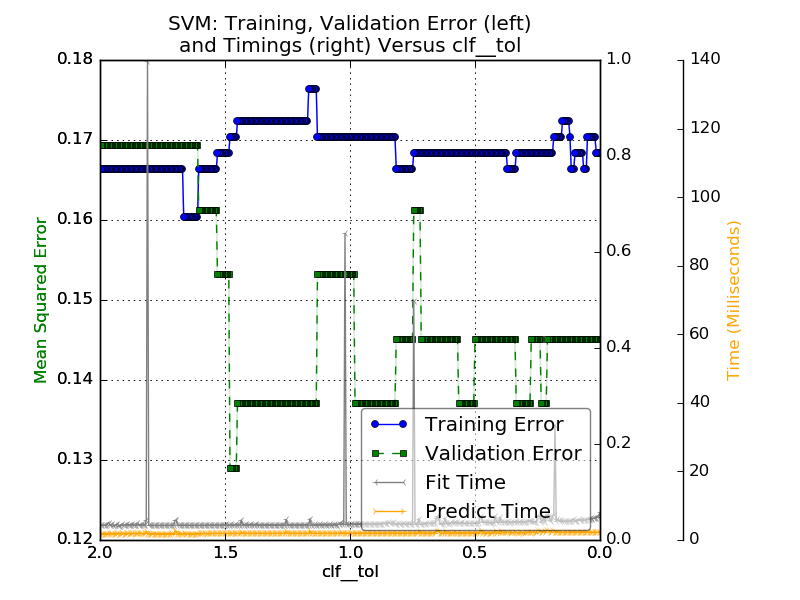 SVM: Training, Validation Error (left)
and Timings (right) Versus clf__tol
0.18
0.17
0.16
0.15
0.14
0.13
0.12
Mean Squared Error
2.0
1.5
1.0
0.5
0.0
clf__tol
1.0
0.8
0.6
0.4
0.2
0.0
140
120
100
80
60
40
20
0
Time (Milliseconds)
Training Error
Validation Error
Fit Time
Predict Time